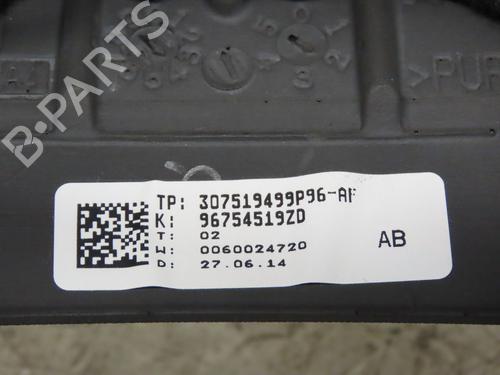 >PUR
TP: 307519499P96-AF
K: 96754519ZD
T: 02
W: 0060024720
D: 27.06.14
AB
B-PARTS